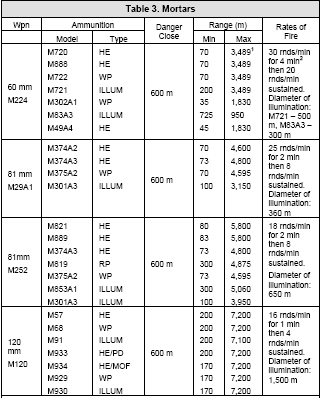 Table 3. Mortars
Wpn Ammunition Danger Close Range (m) Rates of Fire
Model Type Min Max
60 mm M224
M720 HE 70 3,489¹
M888 HE 70 3,489
M722 WP 70 3,489
M721 ILLUM 200 3,489
M302A1 WP 35 1,830
M83A3 ILLUM 725 950
M49A4 HE 45 1,830
600 m
30 rnds/min
for 4 min²
then 20
rnds/min
sustained.
Diameter of
illumination:
M721 – 500
m, M83A3 –
300 m
81 mm M29A1
M374A2 HE 70 4,600
M374A3 HE 73 4,800
M375A2 WP 70 4,595
M301A3 ILLUM 100 3,150
600 m
25 rnds/min
for 2 min
then 8
rnds/min
sustained.
Diameter of
illumination:
360 m
81mm M252
M821 HE 80 5,800
M889 HE 83 5,800
M374A3 HE 73 4,800
M819 RP 300 4,875
M375A2 WP 73 4,595
M853A1 ILLUM 300 5,060
M301A3 ILLUM 100 3,950
600 m
18 rnds/min
for 2 min
then 8
rnds/min
sustained.
Diameter of
illumination:
650 m
120 mm M120
M57 HE 200 7,200
M68 WP 200 7,200
M91 ILLUM 200 7,100
M933 HE/PD 200 7,200
M934 HE/MOF 170 7,200
M929 WP 170 7,200
M930 ILLUM 170 7,200
600 m
16 rnds/min
for 1 min
then 4
rnds/min
sustained.
Diameter of
illumination:
1,500 m